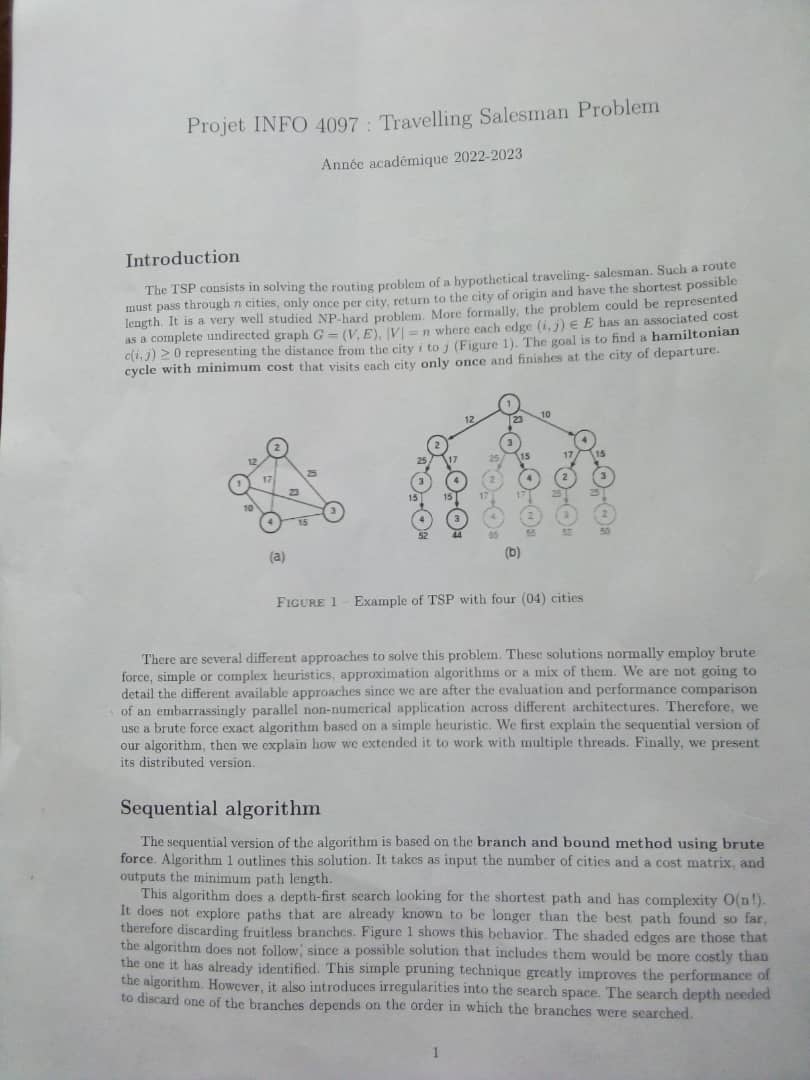 Projet INFO 4097 : Travelling Salesman Problem
Année académique 2022-2023
Introduction
The TSP consists in solving the routing problem of a hypothetical traveling- salesman. Such a route
must pass through n cities, only once per city, return to the city of origin and have the shortest possible
length. It is a very well studied NP-hard problem. More formally, the problem could be represented
as a complete undirected graph G = (V, E), |V| = n where each edge (i, j) ∈ E has an associated cost
c(i, j) ≥ 0 representing the distance from the city i to j (Figure 1). The goal is to find a hamiltonian
cycle with minimum cost that visits each city only once and finishes at the city of departure.
1
12 23 10
2 3 4
2
12 25
17
1 23
10
4 15 3
25 17 25 15 17 15
3 4 2 4 2 3
15 15 17 17 25 25
4 3 4 2 3 2
52 44
(a)
(b)
FIGURE 1 – Example of TSP with four (04) cities
There are several different approaches to solve this problem. These solutions normally employ brute
force, simple or complex heuristics, approximation algorithms or a mix of them. We are not going to
detail the different available approaches since we are after the evaluation and performance comparison
of an embarrassingly parallel non-numerical application across different architectures. Therefore, we
use a brute force exact algorithm based on a simple heuristic. We first explain the sequential version of
our algorithm, then we explain how we extended it to work with multiple threads. Finally, we present
its distributed version.
Sequential algorithm
The sequential version of the algorithm is based on the branch and bound method using brute
force. Algorithm 1 outlines this solution. It takes as input the number of cities and a cost matrix, and
outputs the minimum path length.
This algorithm does a depth-first search looking for the shortest path and has complexity O(n!).
It does not explore paths that are already known to be longer than the best path found so far,
therefore discarding fruitless branches. Figure 1 shows this behavior. The shaded edges are those that
the algorithm does not follow, since a possible solution that includes them would be more costly than
the one it has already identified. This simple pruning technique greatly improves the performance of
the algorithm. However, it also introduces irregularities into the search space. The search depth needed
to discard one of the branches depends on the order in which the branches were searched.
1